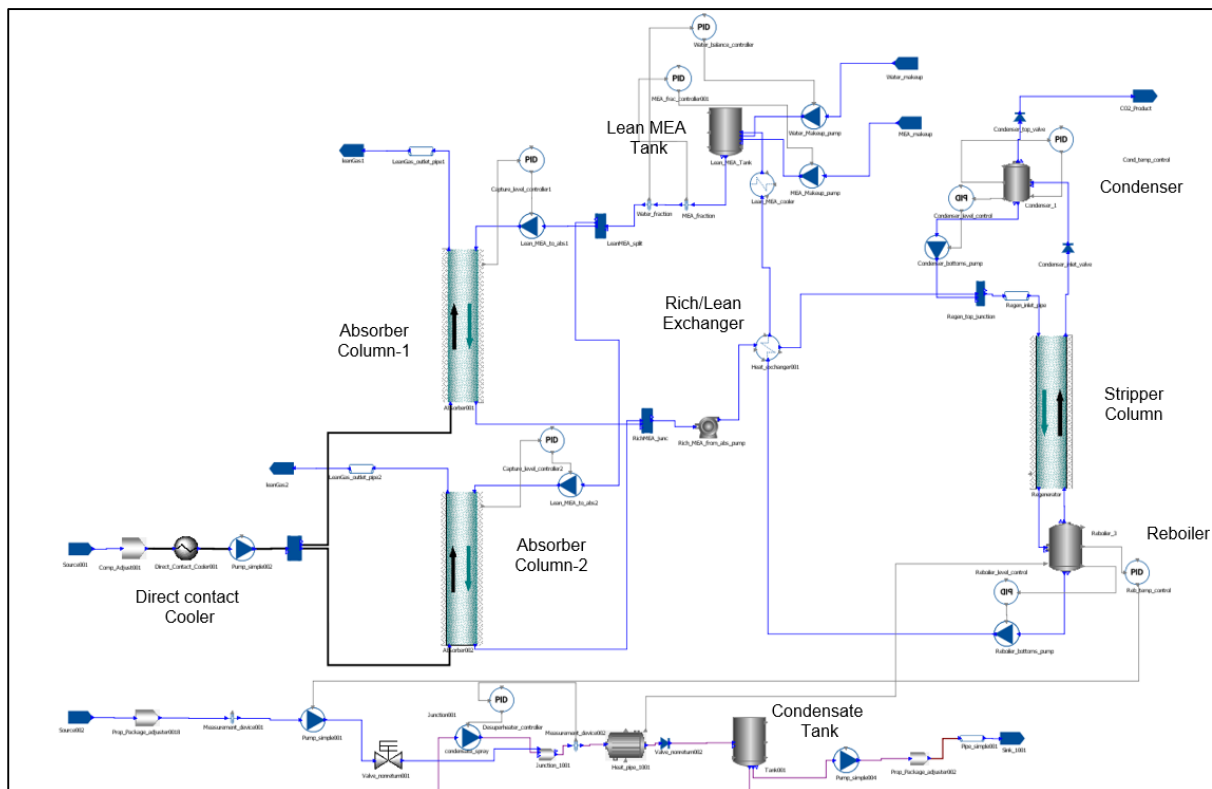 PID
Water_balance_controller
Water_makeup
PID
MEA_frac_controller001
CO2_Product
Lean MEA
Tank
Water_Makeup_pump
Condenser_top_valve
PID
MEA_makeup
leanGas1
LeanGas_outlet_pipe1
PID
Lean_MEA_Tank
Cond_temp_control
Condenser
Capture_level_controller1
MEA_Makeup_pump
Lean_MEA_cooler
PID
Condenser_1
Water_fraction
MEA_fraction
Condenser_level_control
Lean_MEA_to_abs1
LeanMEA_split
Condenser_bottoms_pump
Condenser_inlet_valve
Rich/Lean
Exchanger
Regen_inlet_pipe
Regen_top_junction
Absorber
Column-1
Heat_exchanger001
Stripper
Column
Absorber001
RichMEA_junc
Rich_MEA_from_abs_pump
PID
leanGas2
LeanGas_outlet_pipe2
Capture_level_controller2
Lean_MEA_to_abs2
Regenerator
Reboiler_3
Reboiler
Absorber
Column-2
Source001
Comp_Adjust001
Direct_Contact_Cooler001
Pump_simple002
Reboiler_level_control
PID
PID
Reb_temp_control
Direct contact
Cooler
Absorber002
Reboiler_bottoms_pump
PID
Condensate
Tank
Junction001
Desuperheater_controller
Source002
Prop_Package_adjuster0018
Measurement_device001
Pump_simple001
condensate_spray
Measurement_device002
Valve_nonreturn001
Junction_1001
Heat_pipe_1001
Valve_nonreturn002
Tank001
Pump_simple004
Prop_Package_adjuster002
Pipe_simple001
Sink_1001